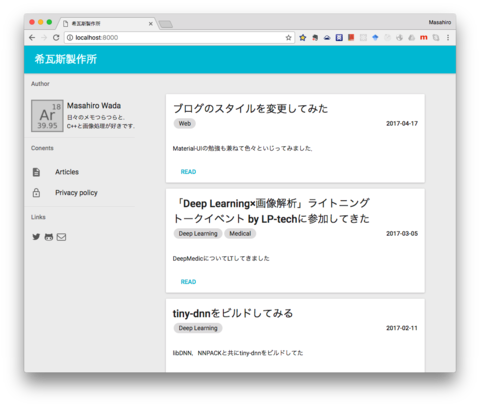 希瓦斯製作所
Masahiro
localhost:8000
希瓦斯製作所
Author
18
Ar
39.95
Masahiro Wada
日々のメモつらつらと.
C++と画像処理が好きです.
Conents
Articles
Privacy policy
Links
ブログのスタイルを変更してみた
Web
2017-04-17
Material-UIの勉強も兼ねて色々といじってみました.
READ
「Deep Learning×画像解析」ライトニング
トークイベント by LP-techに参加してきた
Deep Learning
Medical
2017-03-05
DeepMedicについてLTしてきました
READ
tiny-dnnをビルドしてみる
Deep Learning
2017-02-11
libDNN、NNPACKと共にtiny-dnnをビルドしてた